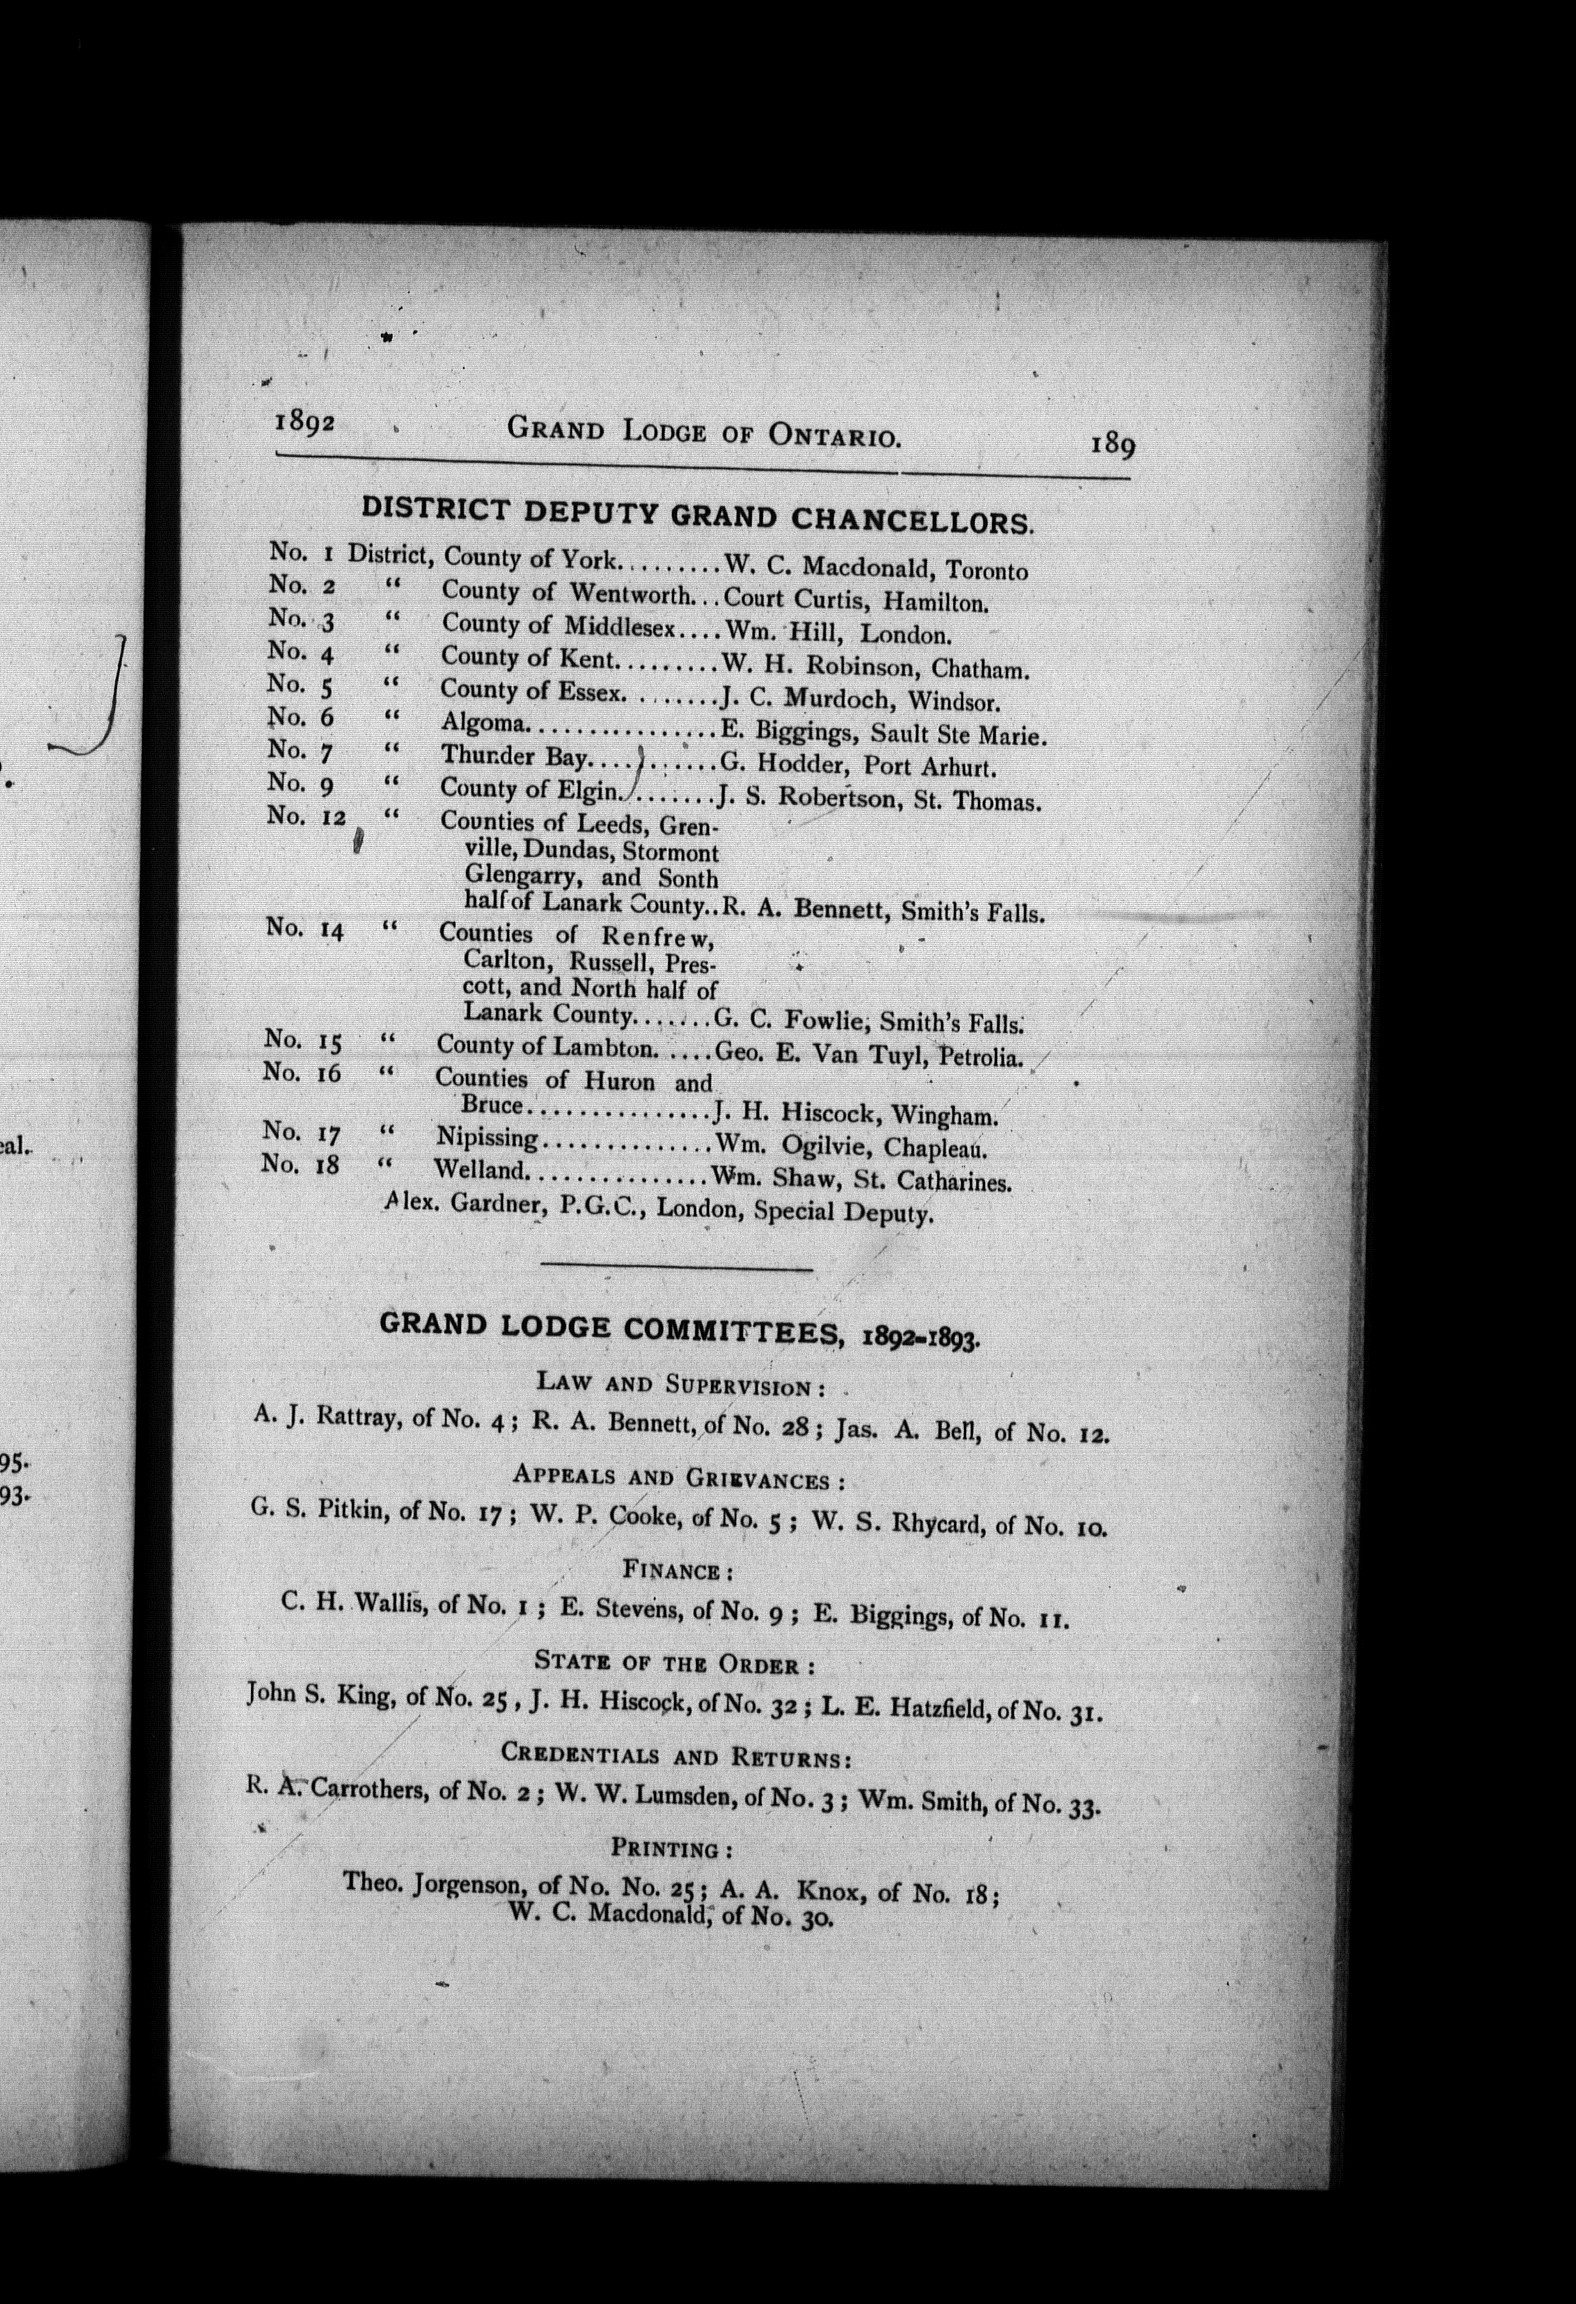 1892 GRAND LODGE OF ONTARIO. 189
DISTRICT DEPUTY GRAND CHANCELLORS.
No. 1 District, County of York.........W. C. Macdonald, Toronto
No. 2 “ County of Wentworth...Court Curtis, Hamilton.
No. 3 “ County of Middlesex....Wm. Hill, London.
No. 4 “ County of Kent.........W. H. Robinson, Chatham.
No. 5 “ County of Essex.........J. C. Murdoch, Windsor.
No. 6 “ Algoma................E. Biggings, Sault Ste Marie.
No. 7 “ Thunder Bay....).......G. Hodder, Port Arhurt.
No. 9 “ County of Elgin.)........J. S. Robertson, St. Thomas.
No. 12 “ Counties of Leeds, Gren-
ville, Dundas, Stormont
Glengarry, and Sonth
half of Lanark County..R. A. Bennett, Smith's Falls.
No. 14 “ Counties of Renfrew,
Carlton, Russell, Pres-
cott, and North half of
Lanark County.......G. C. Fowlie, Smith's Falls.
No. 15 “ County of Lambton.....Geo. E. Van Tuyl, Petrolia.
No. 16 “ Counties of Huron and
Bruce...............J. H. Hiscock, Wingham.
No. 17 “ Nipissing..............Wm. Ogilvie, Chapleau.
No. 18 “ Welland...............Wm. Shaw, St. Catharines.
Alex. Gardner, P.G.C., London, Special Deputy.
GRAND LODGE COMMITTEES, 1892-1893.
LAW AND SUPERVISION :
A. J. Rattray, of No. 4 ; R. A. Bennett, of No. 28 ; Jas. A. Bell, of No. 12.
APPEALS AND GRIEVANCES :
G. S. Pitkin, of No. 17 ; W. P. Cooke, of No. 5 ; W. S. Rhycard, of No. 10.
FINANCE :
C. H. Wallis, of No. 1 ; E. Stevens, of No. 9 ; E. Biggings, of No. 11.
STATE OF THE ORDER :
John S. King, of No. 25 , J. H. Hiscock, of No. 32 ; L. E. Hatzfield, of No. 31.
CREDENTIALS AND RETURNS:
R. A. Carrothers, of No. 2 ; W. W. Lumsden, of No. 3 ; Wm. Smith, of No. 33.
PRINTING :
Theo. Jorgenson, of No. No. 25 ; A. A. Knox, of No. 18 ;
W. C. Macdonald, of No. 30.
eal.
95.
93.